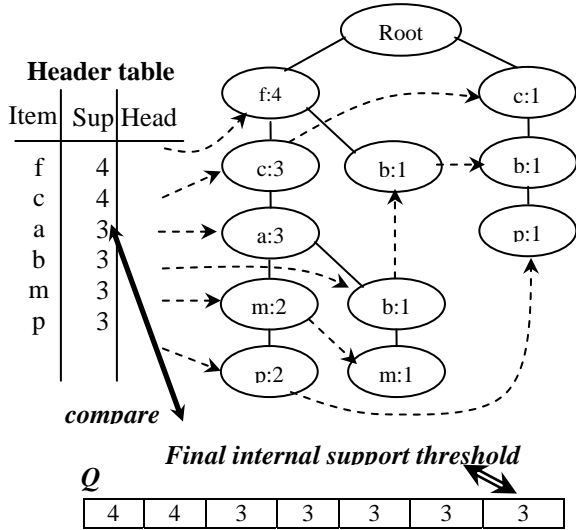 Root
Header table
Item Sup Head
f 4
c 4
a 3
b 3
m 3
p 3
f:4
c:1
c:3
b:1
b:1
a:3
p:1
m:2
b:1
p:2
m:1
compare
Final internal support threshold
Q
4 4 3 3 3 3 3